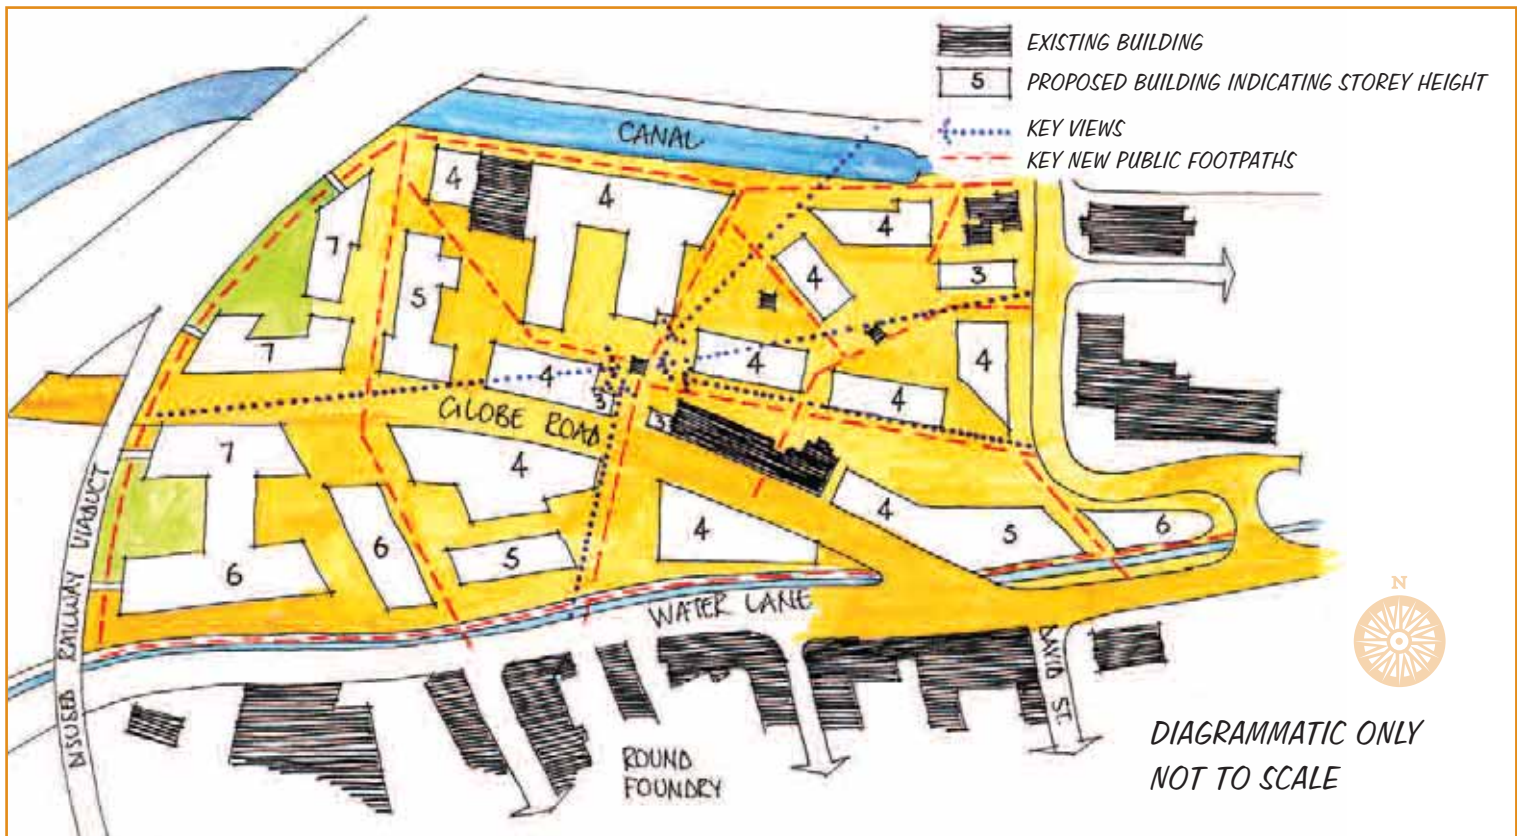 EXISTING BUILDING
5 PROPOSED BUILDING INDICATING STOREY HEIGHT
KEY VIEWS
KEY NEW PUBLIC FOOTPATHS
CANAL
4
4
7
4
5
4
3
7
4
4
4
4
3
GLOBE ROAD
3
7
4
4
4
5
6
6
5
6
WATER LANE
DISUSED RAILWAY VIADUCT
DAVID ST.
ROUND
FOUNDRY
N
DIAGRAMMATIC ONLY
NOT TO SCALE